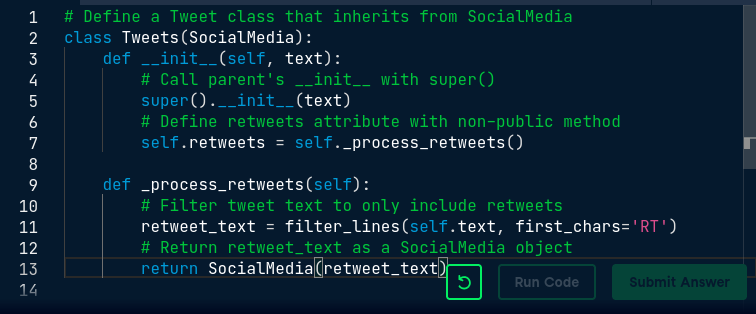 1 # Define a Tweet class that inherits from SocialMedia
2 class Tweets(SocialMedia):
3     def __init__(self, text):
4         # Call parent's __init__ with super()
5         super().__init__(text)
6         # Define retweets attribute with non-public method
7         self.retweets = self._process_retweets()
8
9     def _process_retweets(self):
10         # Filter tweet text to only include retweets
11         retweet_text = filter_lines(self.text, first_chars='RT')
12         # Return retweet_text as a SocialMedia object
13         return SocialMedia(retweet_text)
14
Run Code
Submit Answer